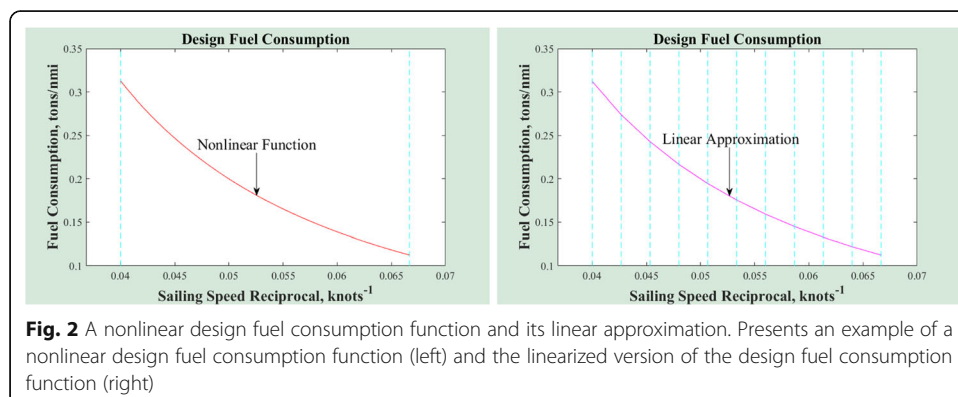 Design Fuel Consumption
Fuel Consumption, tons/nmi
0.35
0.3
0.25
0.2
0.15
0.1
Nonlinear Function
0.04 0.045 0.05 0.055 0.06 0.065 0.07
Sailing Speed Reciprocal, knots⁻¹
Design Fuel Consumption
Fuel Consumption, tons/nmi
0.35
0.3
0.25
0.2
0.15
0.1
Linear Approximation
0.04 0.045 0.05 0.055 0.06 0.065 0.07
Sailing Speed Reciprocal, knots⁻¹
Fig. 2 A nonlinear design fuel consumption function and its linear approximation. Presents an example of a
nonlinear design fuel consumption function (left) and the linearized version of the design fuel consumption
function (right)